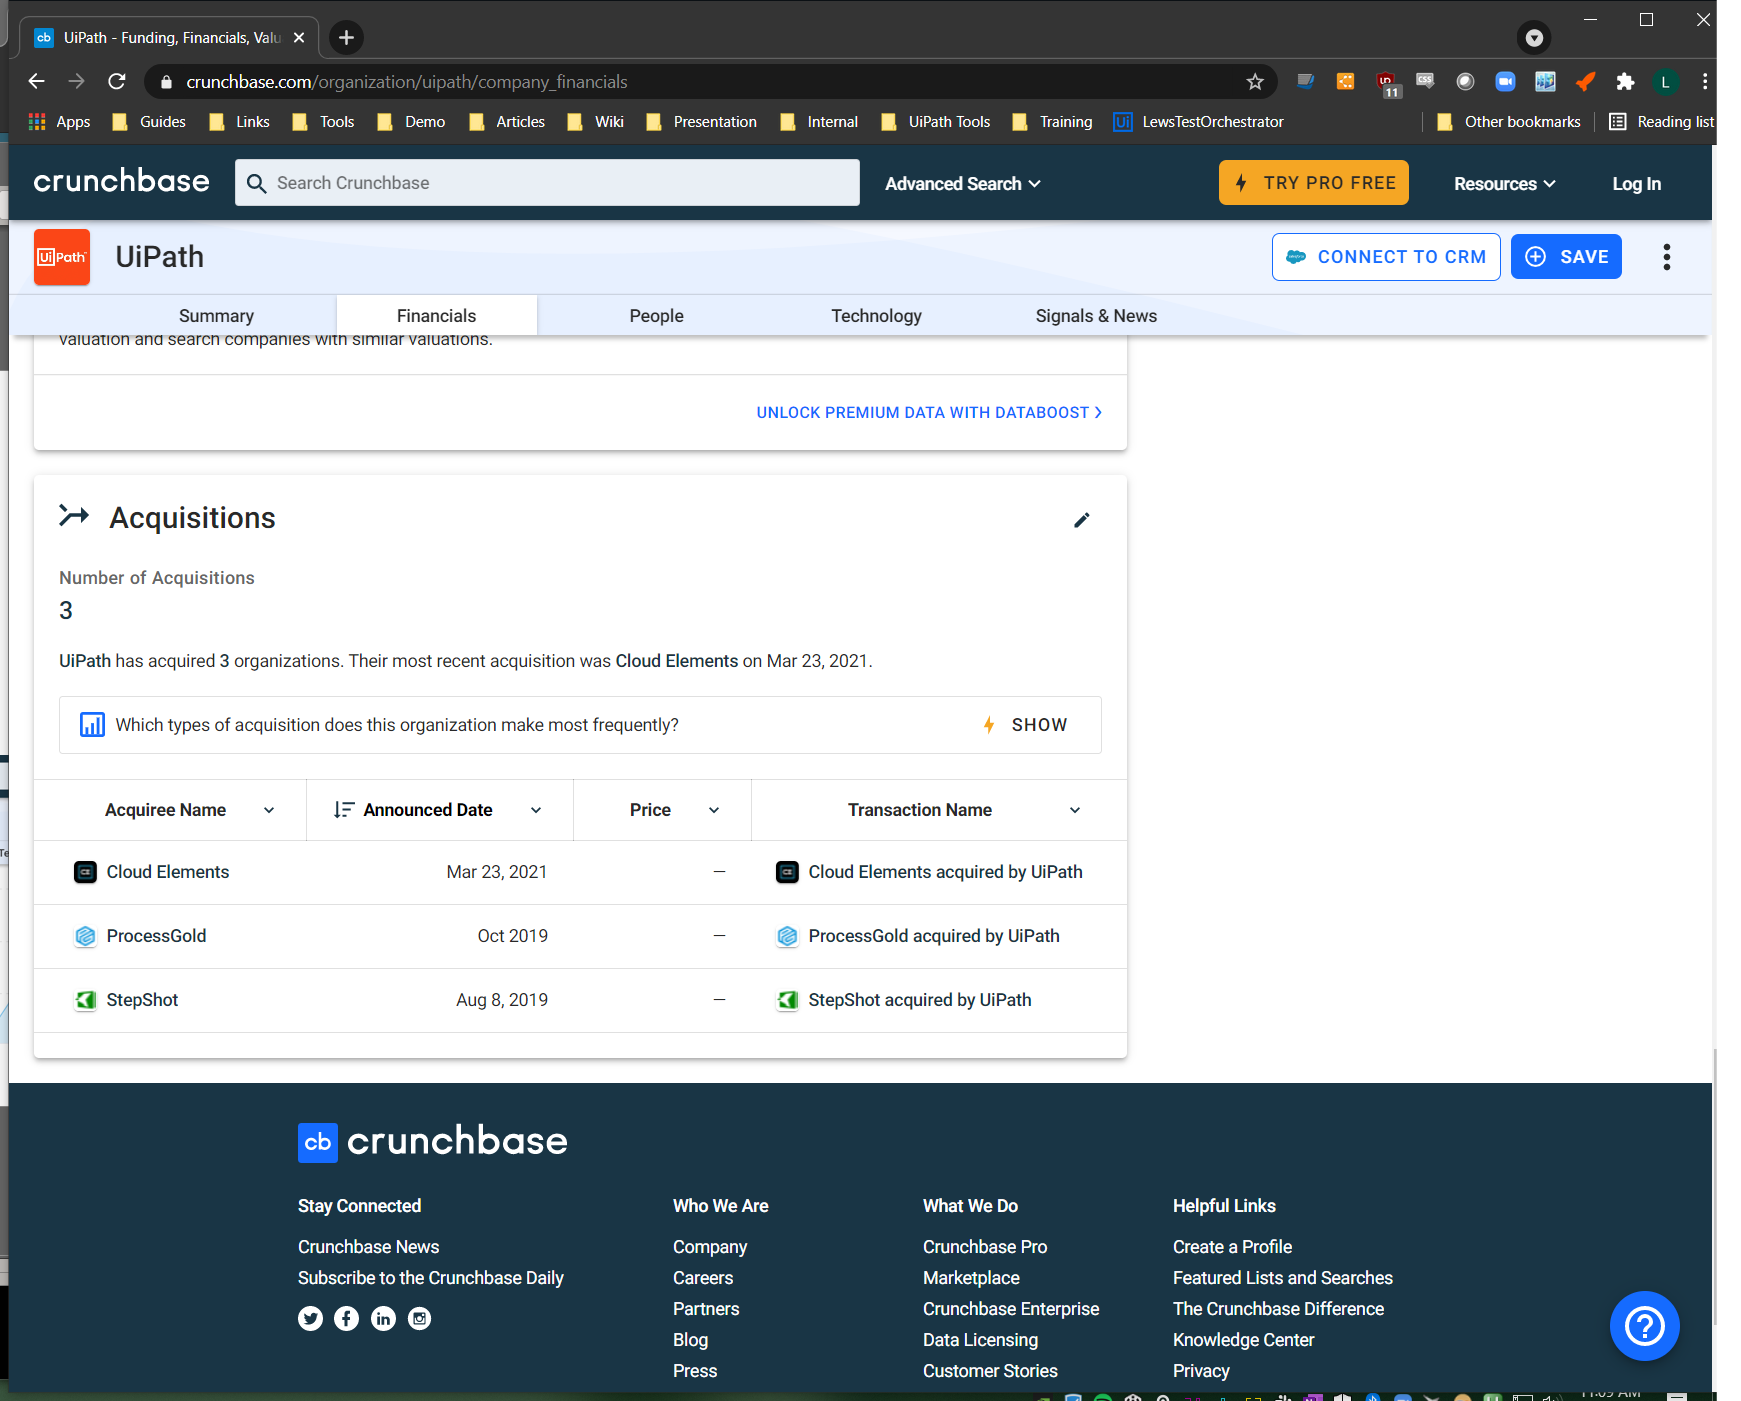 UiPath - Funding, Financials, Valu
crunchbase.com/organization/uipath/company_financials
11
CSS
L
Apps Guides Links Tools Demo Articles Wiki Presentation Internal UiPath Tools Training LewsTestOrchestrator Other bookmarks Reading list
crunchbase Search Crunchbase Advanced Search TRY PRO FREE Resources Log In
UiPath UiPath CONNECT TO CRM SAVE
Summary Financials People Technology Signals & News
valuation and search companies with similar valuations.
UNLOCK PREMIUM DATA WITH DATABOOST
Acquisitions
Number of Acquisitions
3
UiPath has acquired 3 organizations. Their most recent acquisition was Cloud Elements on Mar 23, 2021.
Which types of acquisition does this organization make most frequently? SHOW
Acquiree Name Announced Date Price Transaction Name
Cloud Elements Mar 23, 2021 — Cloud Elements acquired by UiPath
ProcessGold Oct 2019 — ProcessGold acquired by UiPath
StepShot Aug 8, 2019 — StepShot acquired by UiPath
cb crunchbase
Stay Connected Who We Are What We Do Helpful Links
Crunchbase News Company Crunchbase Pro Create a Profile
Subscribe to the Crunchbase Daily Careers Marketplace Featured Lists and Searches
Partners Crunchbase Enterprise The Crunchbase Difference
Blog Data Licensing Knowledge Center
Press Customer Stories Privacy
11:09 AM